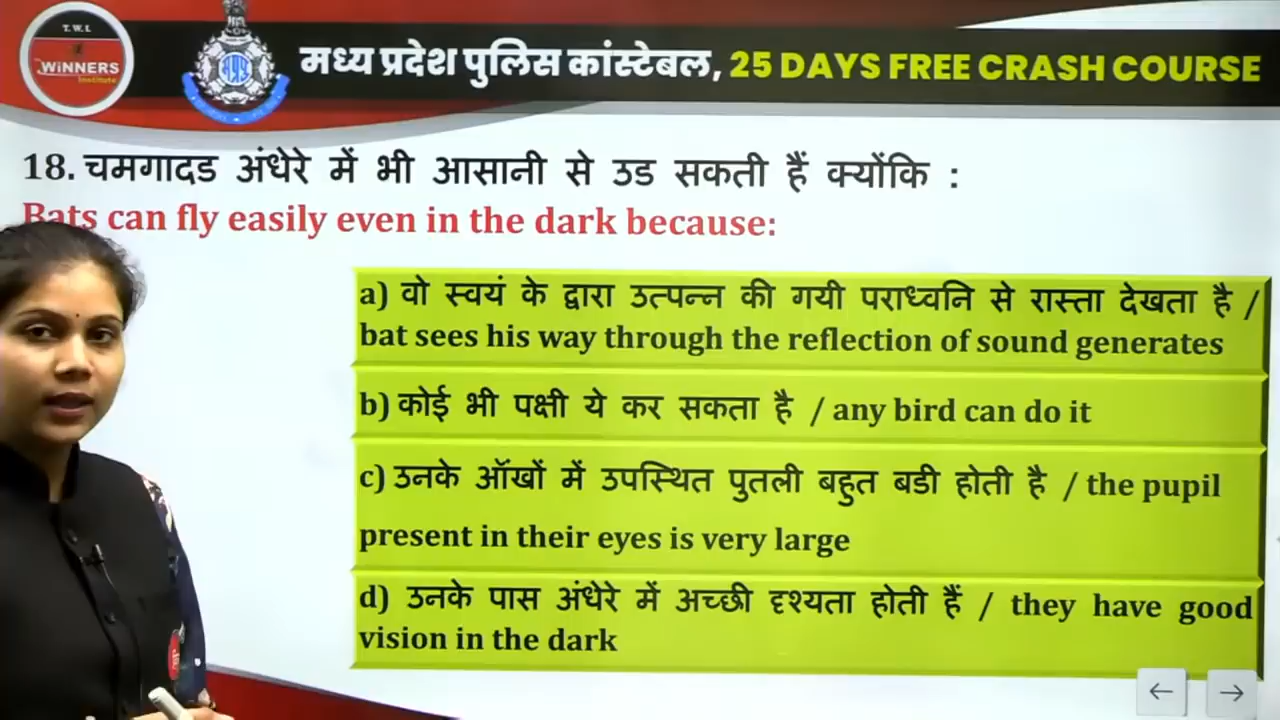 T.W.I.
WINNERS
Institute
मध्य प्रदेश पुलिस कांस्टेबल, 25 DAYS FREE CRASH COURSE
18. चमगादड अंधेरे में भी आसानी से उड सकती हैं क्योंकि :
Bats can fly easily even in the dark because:
a) वो स्वयं के द्वारा उत्पन्न की गयी पराध्वनि से रास्ता देखता है /
bat sees his way through the reflection of sound generates
b) कोई भी पक्षी ये कर सकता है / any bird can do it
c) उनके ऑखों में उपस्थित पुतली बहुत बडी होती है / the pupil
present in their eyes is very large
d) उनके पास अंधेरे में अच्छी दृश्यता होती हैं / they have good
vision in the dark